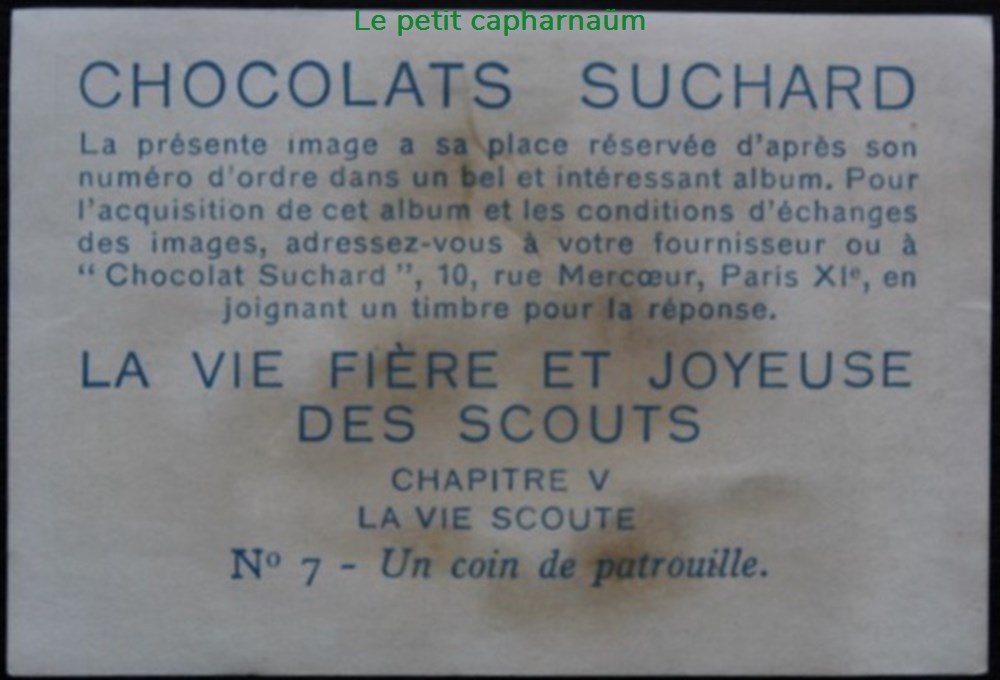 Le petit capharnaüm
CHOCOLATS SUCHARD
La présente image a sa place réservée d'après son
numéro d'ordre dans un bel et intéressant album. Pour
l'acquisition de cet album et les conditions d'échanges
des images, adressez-vous à votre fournisseur ou à
“ Chocolat Suchard ”, 10, rue Mercœur, Paris XIᵉ, en
joignant un timbre pour la réponse.
LA VIE FIÈRE ET JOYEUSE
DES SCOUTS
CHAPITRE V
LA VIE SCOUTE
Nº 7 - Un coin de patrouille.